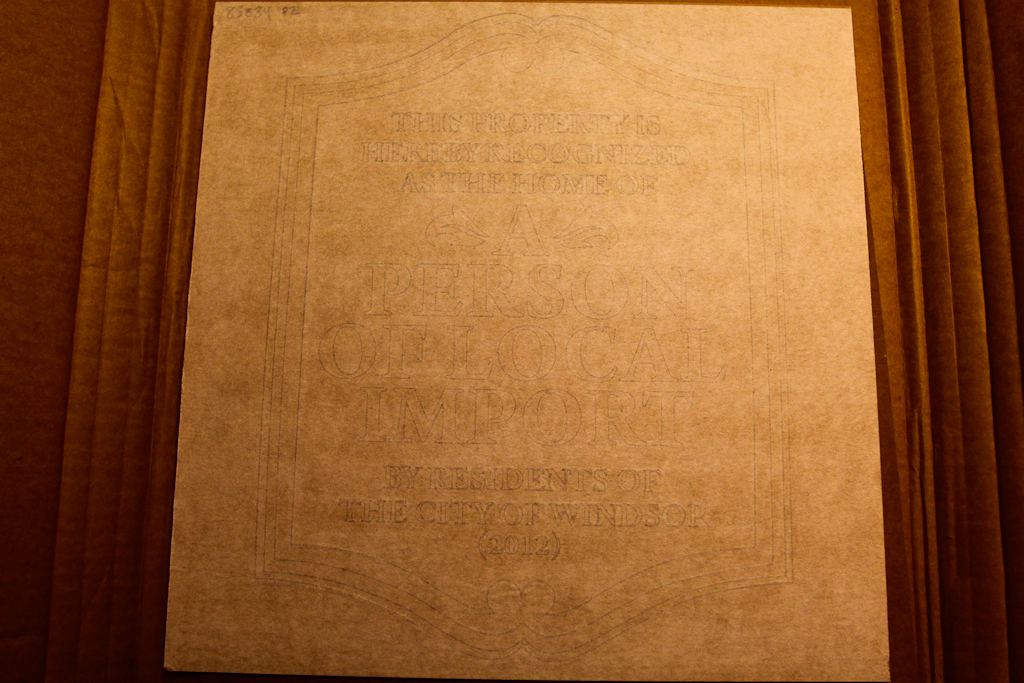 THIS PROPERTY IS
HEREBY RECOGNIZED
AS THE HOME OF
A
PERSON
OF LOCAL
IMPORT
BY RESIDENTS OF
THE CITY OF WINDSOR
(2012)